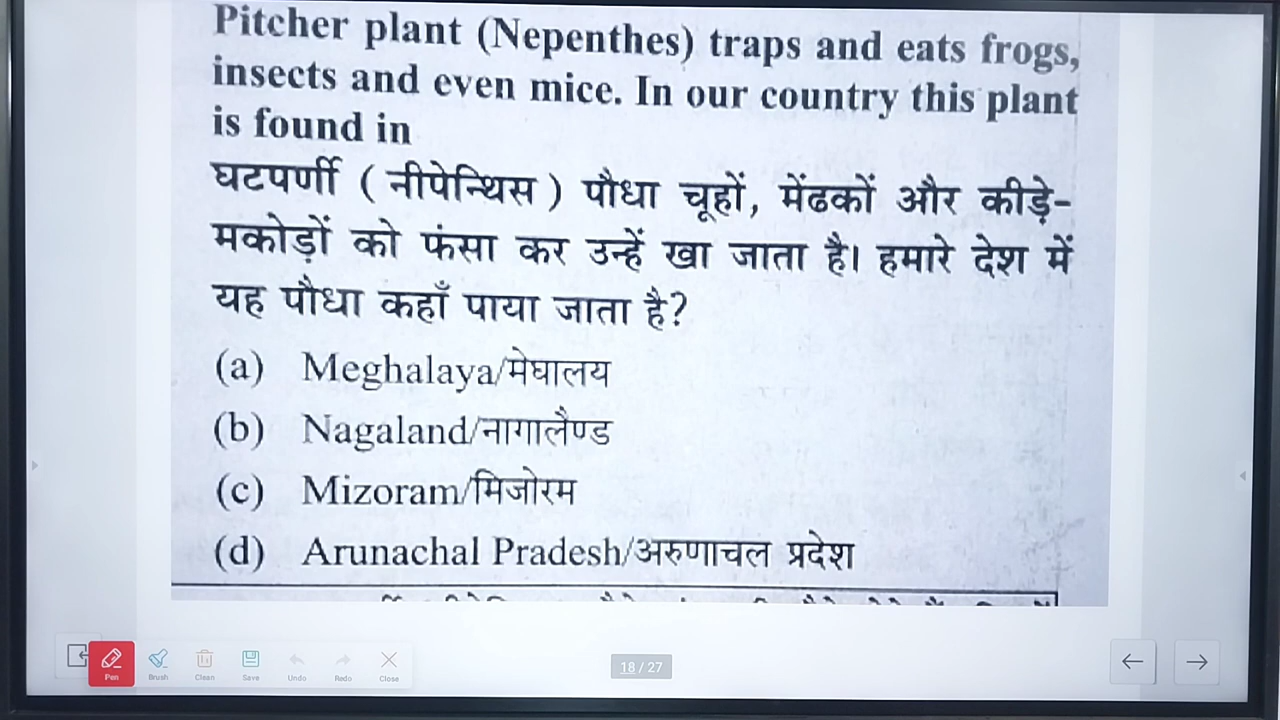 Pitcher plant (Nepenthes) traps and eats frogs,
insects and even mice. In our country this plant
is found in
घटपर्णी ( नीपेन्थिस ) पौधा चूहों, मेंढकों और कीड़े-
मकोड़ों को फंसा कर उन्हें खा जाता है। हमारे देश में
यह पौधा कहाँ पाया जाता है?
(a) Meghalaya/मेघालय
(b) Nagaland/नागालैण्ड
(c) Mizoram/मिजोरम
(d) Arunachal Pradesh/अरुणाचल प्रदेश
18 / 27
Pen Brush Clean Save Undo Redo Close